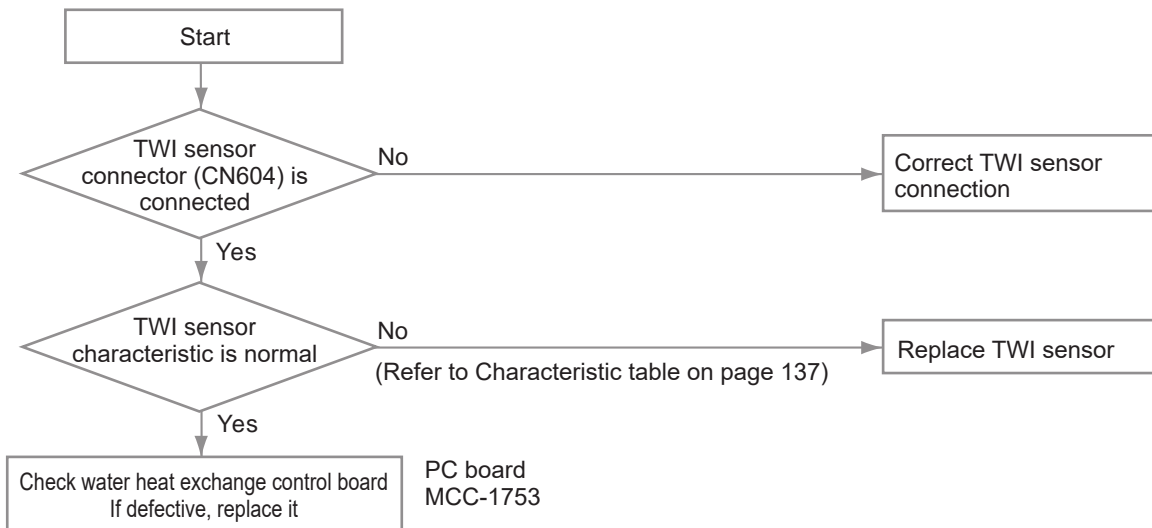 Start
TWI sensor
connector (CN604) is
connected
No
Correct TWI sensor
connection
Yes
TWI sensor
characteristic is normal
No
(Refer to Characteristic table on page 137)
Replace TWI sensor
Yes
Check water heat exchange control board
If defective, replace it
PC board
MCC-1753